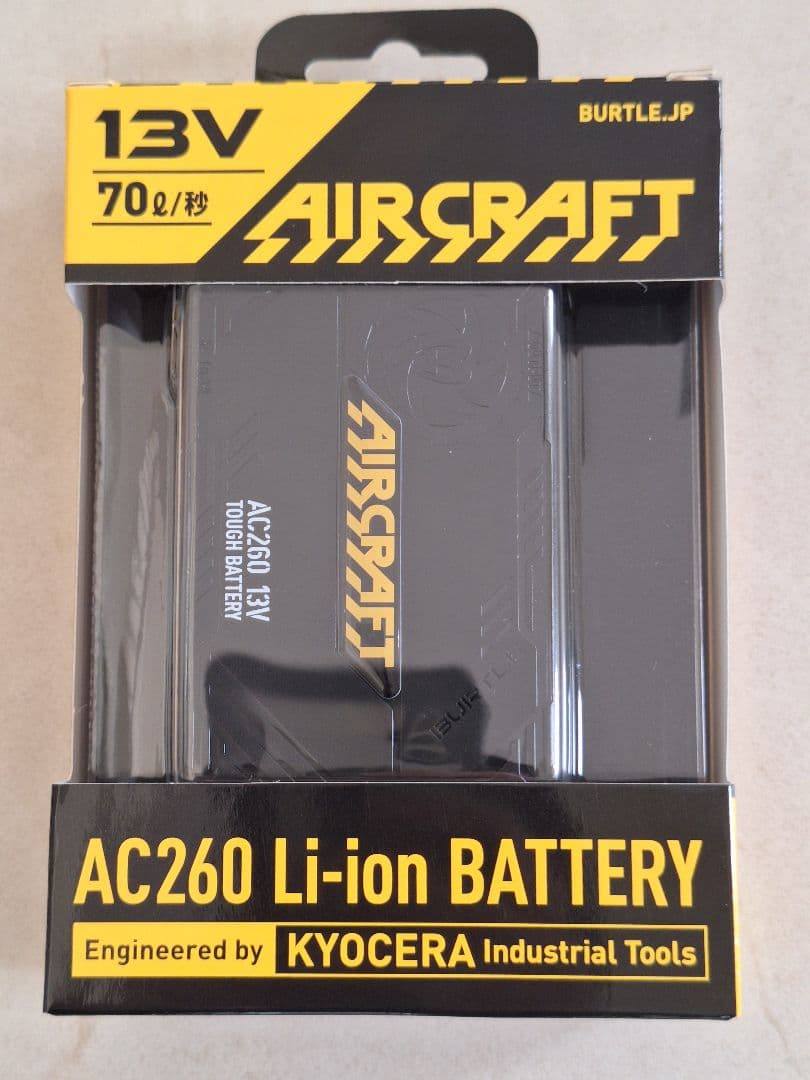 13V
70ℓ/秒
BURTLE.JP
AIRCRAFT
AIRCRAFT
AC260 13V
TOUGH BATTERY
BURTLE
AC260 Li-ion BATTERY
Engineered by KYOCERA Industrial Tools